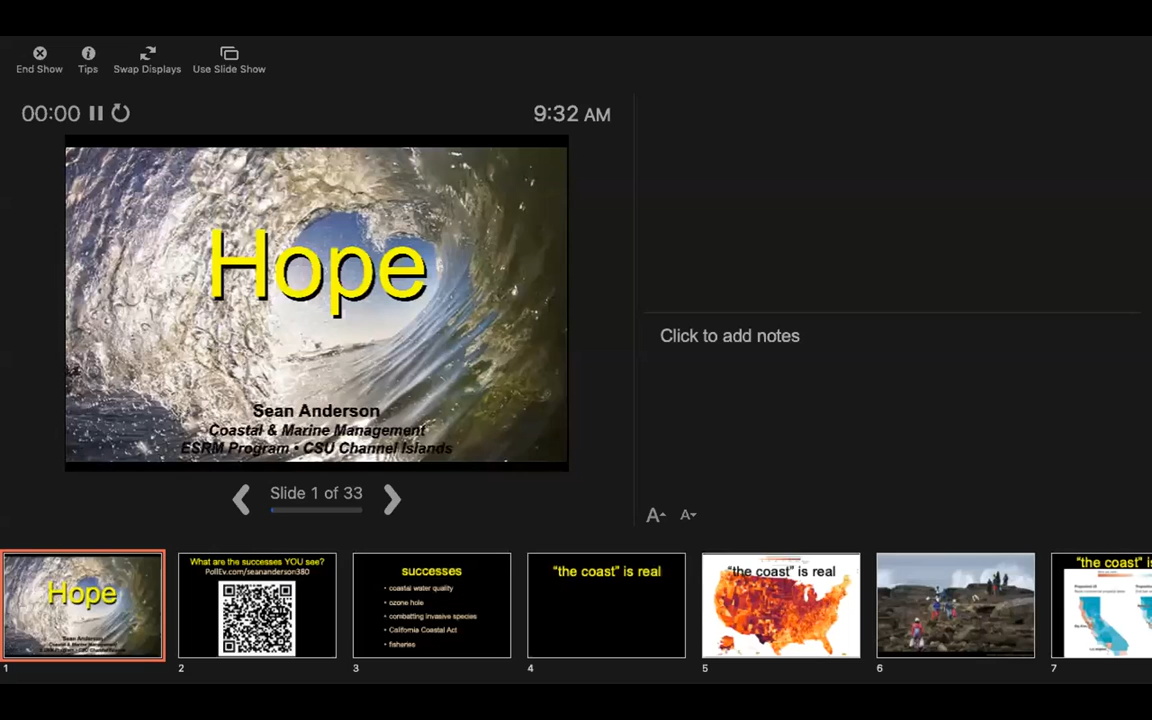 End Show
Tips
Swap Displays
Use Slide Show
00:00
9:32 AM
Hope
Sean Anderson
Coastal & Marine Management
ESRM Program • CSU Channel Islands
Click to add notes
Slide 1 of 33
A
A
Hope
Sean Anderson
What are the successes YOU see?
PollEv.com/seananderson380
successes
• coastal water quality
• ozone hole
• combatting invasive species
• California Coastal Act
• fisheries
"the coast" is real
"the coast" is real
"the coast" is
1
2
3
4
5
6
7